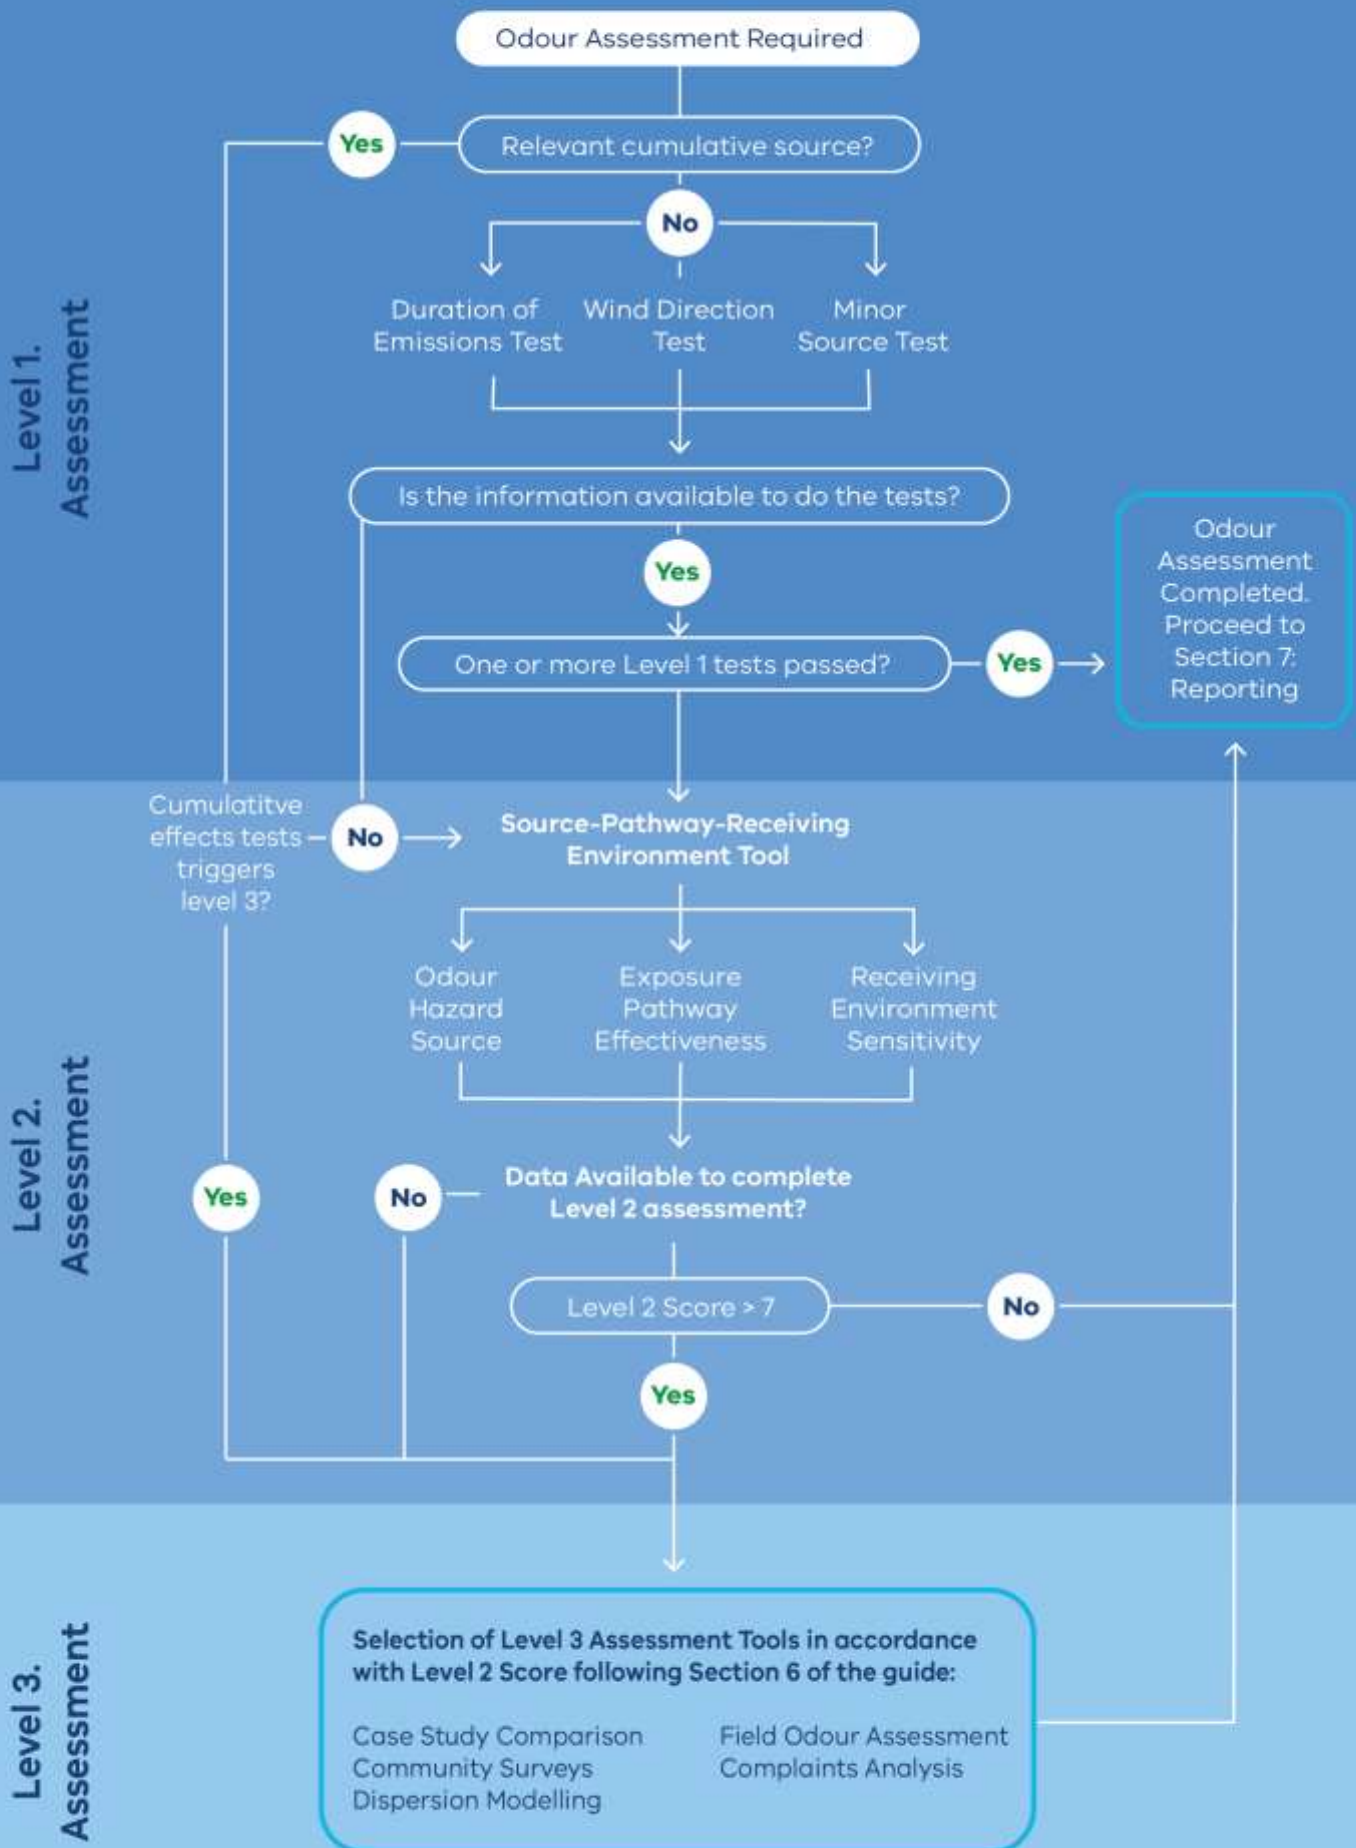 Odour Assessment Required
Yes
Relevant cumulative source?
No
Duration of
Emissions Test
Wind Direction
Test
Minor
Source Test
Level 1.
Assessment
Is the information available to do the tests?
Yes
One or more Level 1 tests passed?
Yes
Odour
Assessment
Completed.
Proceed to
Section 7:
Reporting
Cumulatitve
effects tests
triggers
level 3?
No
Source-Pathway-Receiving
Environment Tool
Odour
Hazard
Source
Exposure
Pathway
Effectiveness
Receiving
Environment
Sensitivity
Level 2.
Assessment
Yes
No
Data Available to complete
Level 2 assessment?
Level 2 Score > 7
No
Yes
Level 3.
Assessment
Selection of Level 3 Assessment Tools in accordance
with Level 2 Score following Section 6 of the guide:
Case Study Comparison
Community Surveys
Dispersion Modelling
Field Odour Assessment
Complaints Analysis